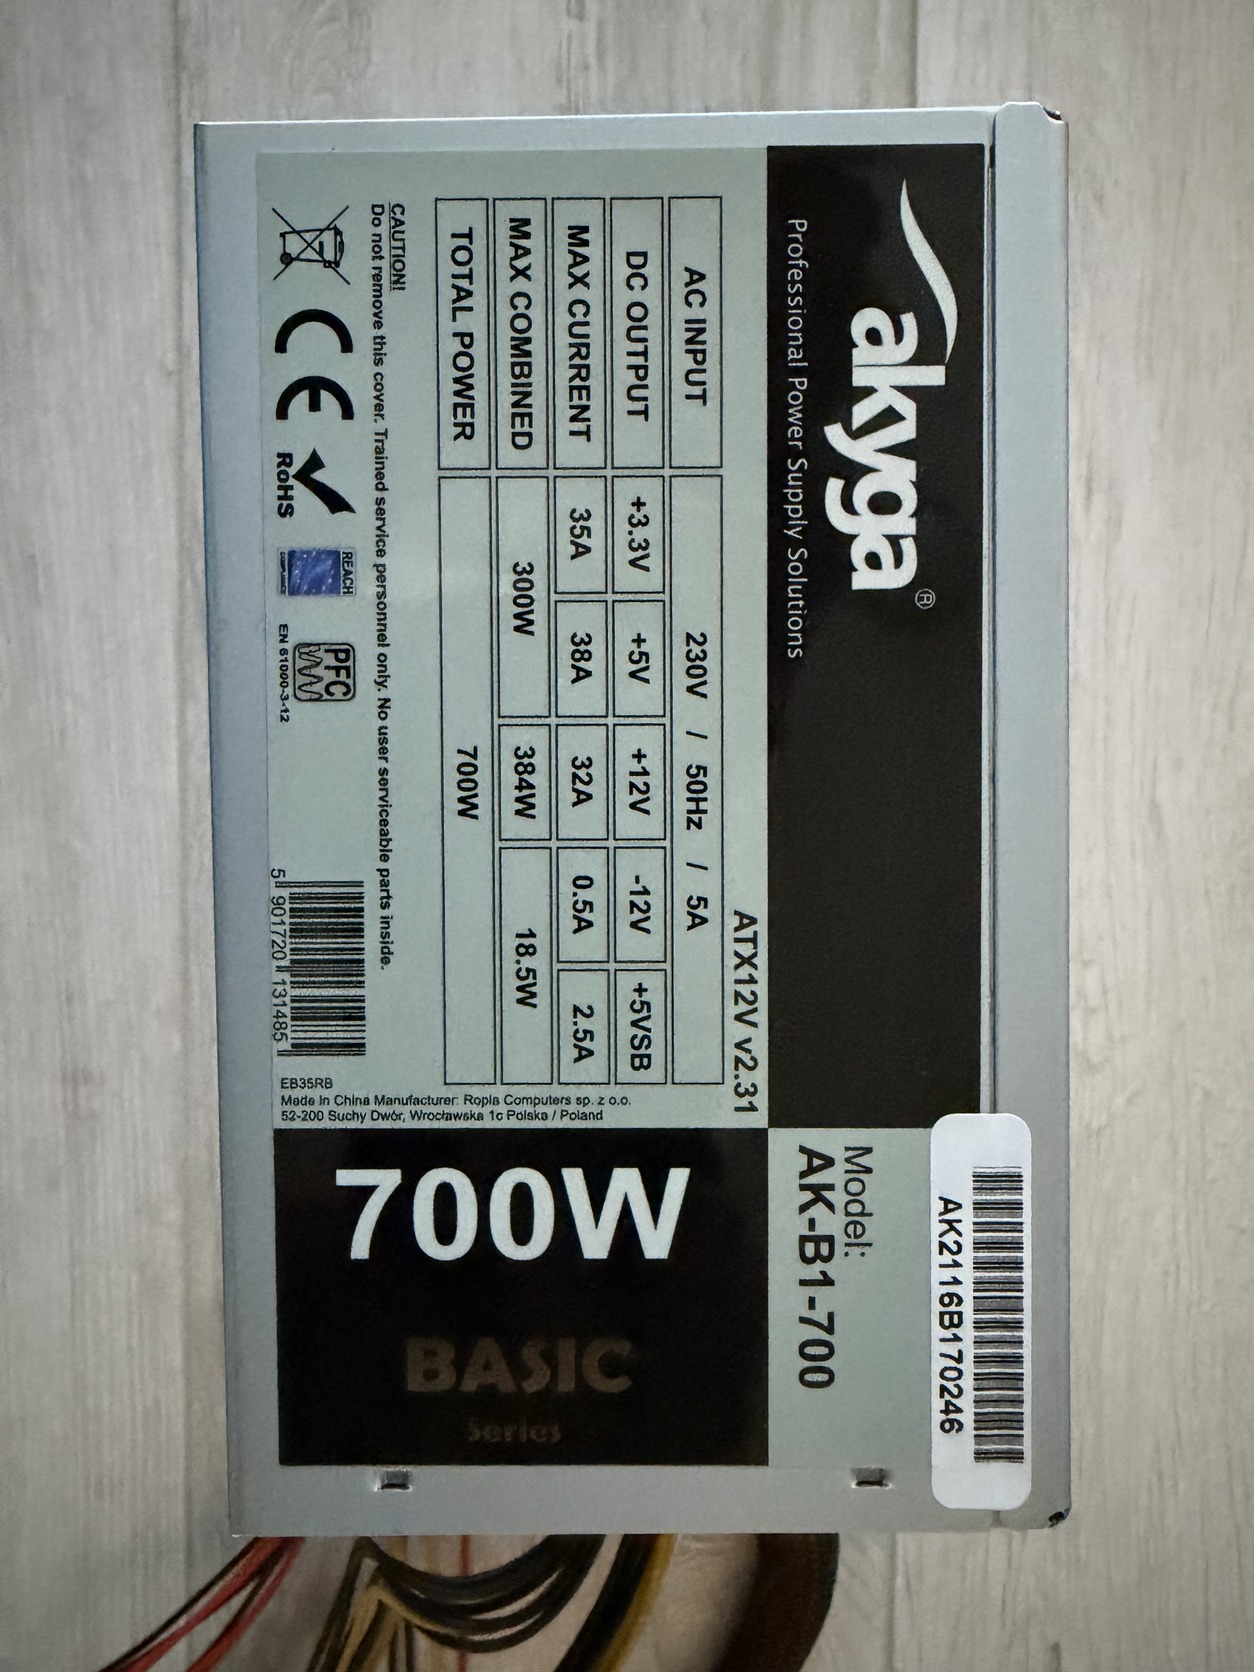 akyga®
Professional Power Supply Solutions
AK2116B170246
Model:
AK-B1-700
ATX12V v2.31
AC INPUT 230V / 50Hz / 5A
DC OUTPUT +3.3V +5V +12V -12V +5VSB
MAX CURRENT 35A 38A 32A 0.5A 2.5A
MAX COMBINED 300W 384W 18.5W
TOTAL POWER 700W
CAUTION!
Do not remove this cover. Trained service personnel only. No user serviceable parts inside.
CE
RoHS
REACH
COMPLIANCE
PFC
EN 61000-3-12
5 901720 131485
EB35RB
Made in China Manufacturer: Ropla Computers sp. z o.o.
52-200 Suchy Dwór, Wrocławska 1c Polska / Poland
700W
BASIC
Series